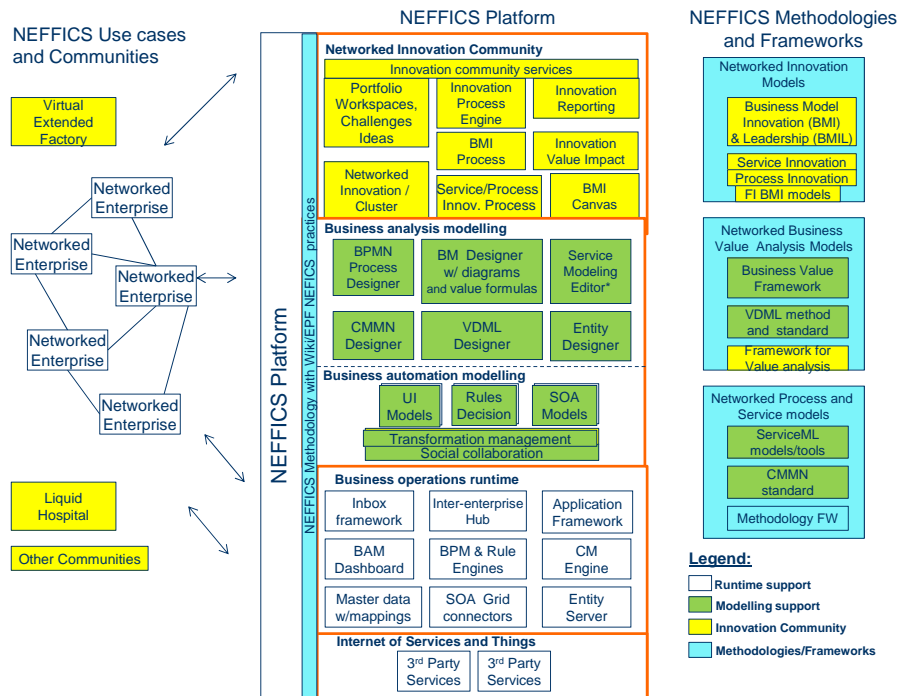 NEFFICS Use cases
and Communities
Virtual
Extended
Factory
Networked
Enterprise
Networked
Enterprise
Networked
Enterprise
Networked
Enterprise
Networked
Enterprise
Liquid
Hospital
Other Communities
NEFFICS Platform
NEFFICS Platform
NEFFICS Methodology with Wiki/EPF NEFICS practices
Networked Innovation Community
Innovation community services
Portfolio
Workspaces,
Challenges
Ideas
Innovation
Process
Engine
Innovation
Reporting
BMI
Process
Innovation
Value Impact
Networked
Innovation /
Cluster
Service/Process
Innov. Process
BMI
Canvas
Business analysis modelling
BPMN
Process
Designer
BM Designer
w/ diagrams
and value formulas
Service
Modeling
Editor*
CMMN
Designer
VDML
Designer
Entity
Designer
Business automation modelling
UI
Models
Rules
Decision
SOA
Models
Transformation management
Social collaboration
Business operations runtime
Inbox
framework
Inter-enterprise
Hub
Application
Framework
BAM
Dashboard
BPM & Rule
Engines
CM
Engine
Master data
w/mappings
SOA Grid
connectors
Entity
Server
Internet of Services and Things
3rd Party
Services
3rd Party
Services
NEFFICS Methodologies
and Frameworks
Networked Innovation
Models
Business Model
Innovation (BMI)
& Leadership (BMIL)
Service Innovation
Process Innovation
FI BMI models
Networked Business
Value Analysis Models
Business Value
Framework
VDML method
and standard
Framework for
Value analysis
Networked Process and
Service models
ServiceML
models/tools
CMMN
standard
Methodology FW
Legend:
Runtime support
Modelling support
Innovation Community
Methodologies/Frameworks